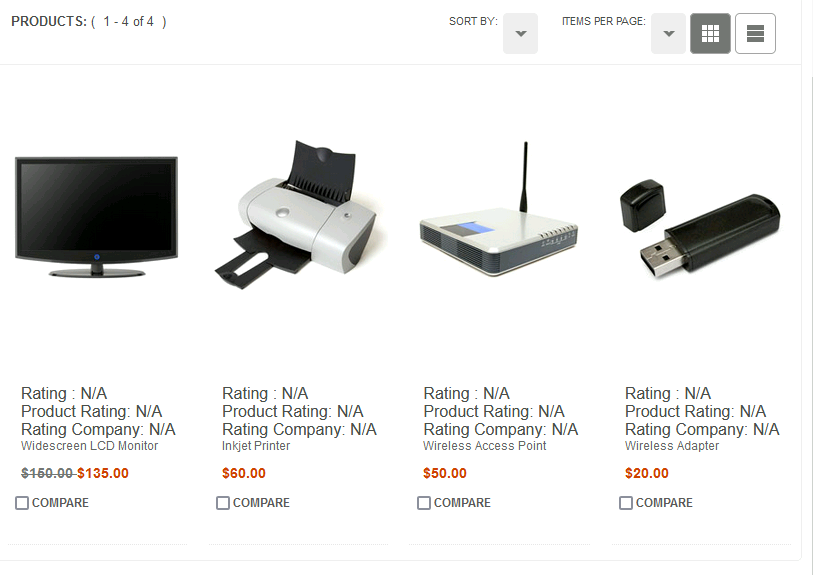 PRODUCTS: ( 1 - 4 of 4 )
SORT BY:
ITEMS PER PAGE:
Rating : N/A
Product Rating: N/A
Rating Company: N/A
Widescreen LCD Monitor
$150.00 $135.00
COMPARE
Rating : N/A
Product Rating: N/A
Rating Company: N/A
Inkjet Printer
$60.00
COMPARE
Rating : N/A
Product Rating: N/A
Rating Company: N/A
Wireless Access Point
$50.00
COMPARE
Rating : N/A
Product Rating: N/A
Rating Company: N/A
Wireless Adapter
$20.00
COMPARE